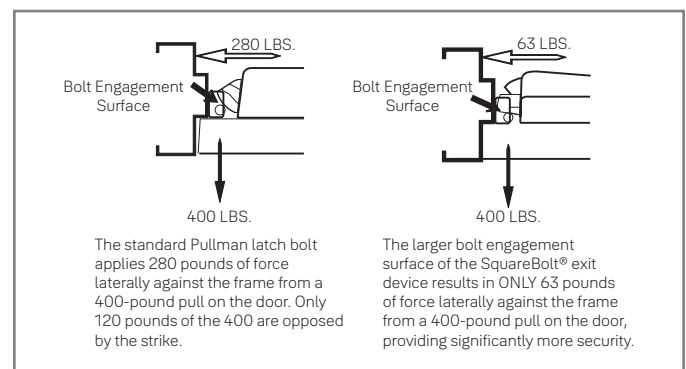 280 LBS.
Bolt Engagement
Surface
400 LBS.
The standard Pullman latch bolt
applies 280 pounds of force
laterally against the frame from a
400-pound pull on the door. Only
120 pounds of the 400 are opposed
by the strike.
63 LBS.
Bolt Engagement
Surface
400 LBS.
The larger bolt engagement
surface of the SquareBolt® exit
device results in ONLY 63 pounds
of force laterally against the frame
from a 400-pound pull on the door,
providing significantly more security.